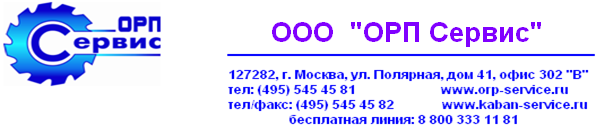 ОРП
Сервис
ООО "ОРП Сервис"
127282, г. Москва, ул. Полярная, дом 41, офис 302 "В"
тел: (495) 545 45 81 www.orp-service.ru
тел/факс: (495) 545 45 82 www.kaban-service.ru
бесплатная линия: 8 800 333 11 81